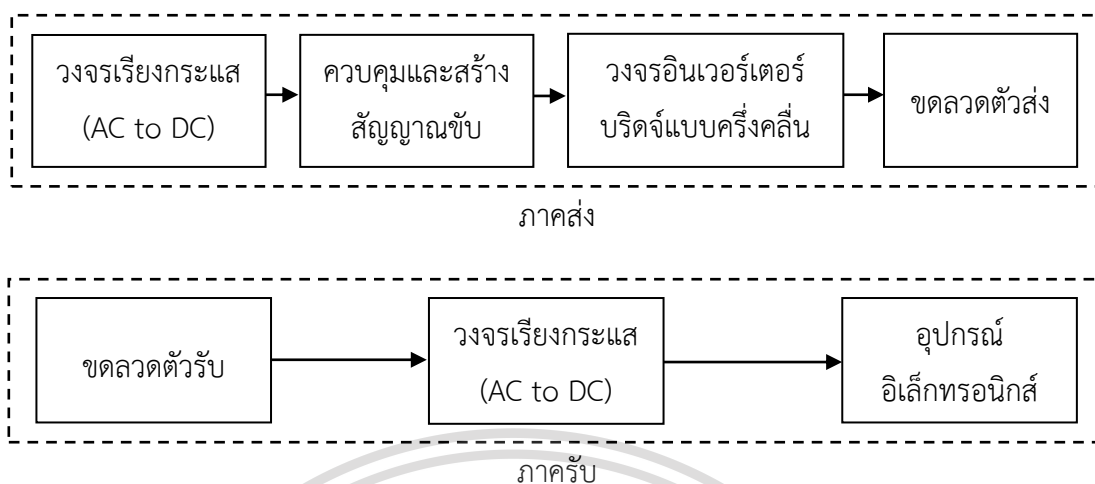 วงจรเรียงกระแส
(AC to DC)
ควบคุมและสร้าง
สัญญาณขับ
วงจรอินเวอร์เตอร์
บริดจ์แบบครึ่งคลื่น
ขดลวดตัวส่ง
ภาคส่ง
ขดลวดตัวรับ
วงจรเรียงกระแส
(AC to DC)
อุปกรณ์
อิเล็กทรอนิกส์
ภาครับ